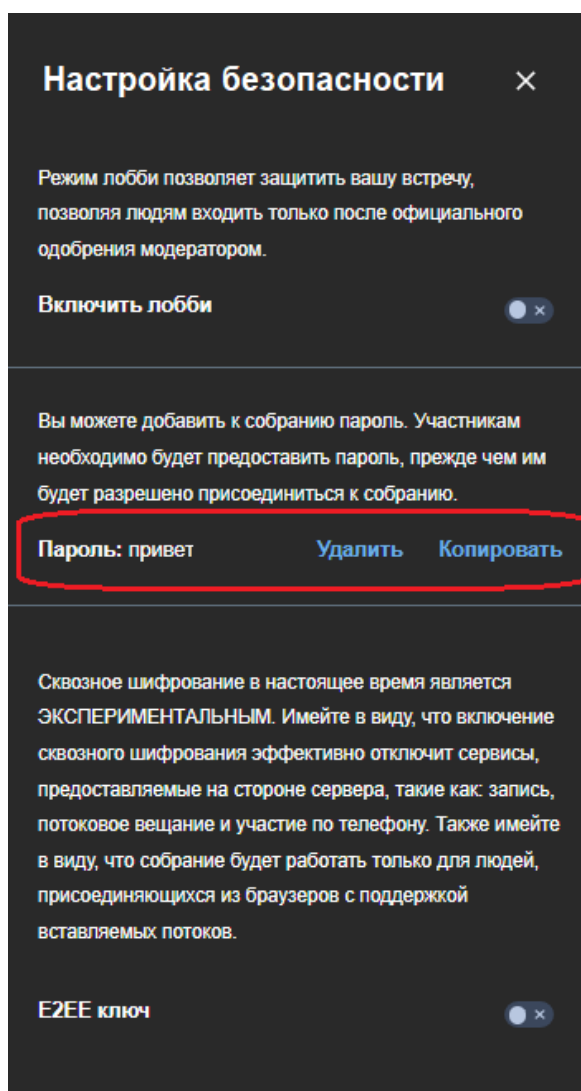 Настройка безопасности
Режим лобби позволяет защитить вашу встречу,
позволяя людям входить только после официального
одобрения модератором.
Включить лобби
Вы можете добавить к собранию пароль. Участникам
необходимо будет предоставить пароль, прежде чем им
будет разрешено присоединиться к собранию.
Пароль: привет Удалить Копировать
Сквозное шифрование в настоящее время является
ЭКСПЕРИМЕНТАЛЬНЫМ. Имейте в виду, что включение
сквозного шифрования эффективно отключит сервисы,
предоставляемые на стороне сервера, такие как: запись,
потоковое вещание и участие по телефону. Также имейте
в виду, что собрание будет работать только для людей,
присоединяющихся из браузеров с поддержкой
вставляемых потоков.
E2EE ключ